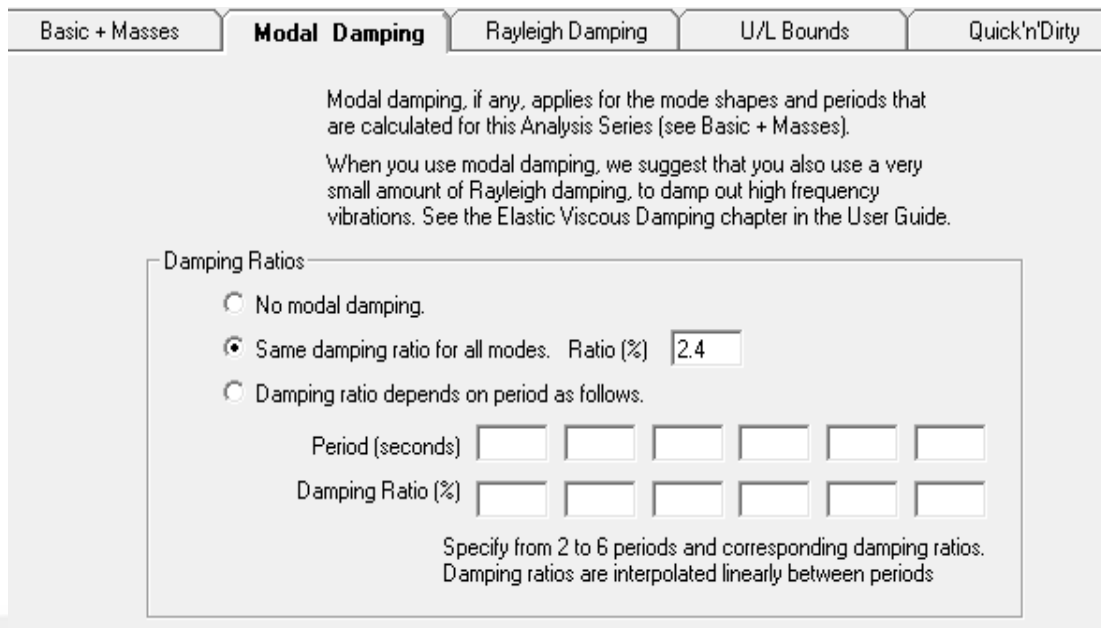 Basic + Masses
Modal Damping
Rayleigh Damping
U/L Bounds
Quick'n'Dirty
Modal damping, if any, applies for the mode shapes and periods that
are calculated for this Analysis Series (see Basic + Masses).
When you use modal damping, we suggest that you also use a very
small amount of Rayleigh damping, to damp out high frequency
vibrations. See the Elastic Viscous Damping chapter in the User Guide.
Damping Ratios
No modal damping.
Same damping ratio for all modes. Ratio (%) 2.4
Damping ratio depends on period as follows.
Period (seconds)
Damping Ratio (%)
Specify from 2 to 6 periods and corresponding damping ratios.
Damping ratios are interpolated linearly between periods